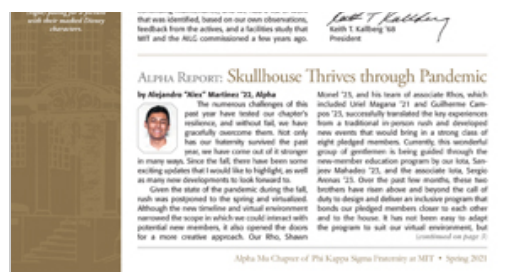 with their masked Disney
characters.
that was identified, based on our own observations,
feedback from the actives, and a facilities study that
MIT and the AILG commissioned a few years ago.
Keith T. Kallberg '68
President
ALPHA REPORT: Skullhouse Thrives through Pandemic
by Alejandro "Alex" Martinez '22, Alpha
The numerous challenges of this
past year have tested our chapter's
resilience, and without fail, we have
gracefully overcome them. Not only
has our fraternity survived the past
year, we have come out of it stronger
in many ways. Since the fall, there have been some
exciting updates that I would like to highlight, as well
as many new developments to look forward to.
Given the state of the pandemic during the fall,
rush was postponed to the spring and virtualized.
Although the new timeline and virtual environment
narrowed the scope in which we could interact with
potential new members, it also opened the doors
for a more creative approach. Our Rho, Shawn
Monel '23, and his team of associate Rhos, which
included Uriel Magana '21 and Guilherme Cam-
pos '23, successfully translated the key experiences
from a traditional in-person rush and developed
new events that would bring in a strong class of
eight pledged members. Currently, this wonderful
group of gentlemen is being guided through the
new-member education program by our Iota, San-
jeev Mahadeo '23, and the associate Iota, Sergio
Arenas '25. Over the past few months, these two
brothers have risen above and beyond the call of
duty to design and deliver an inclusive program that
bonds our pledged members closer to each other
and to the house. It has not been easy to adapt
the program to suit our virtual environment, but
(continued on page 3)
Alpha Mu Chapter of Phi Kappa Sigma Fraternity at MIT • Spring 2021